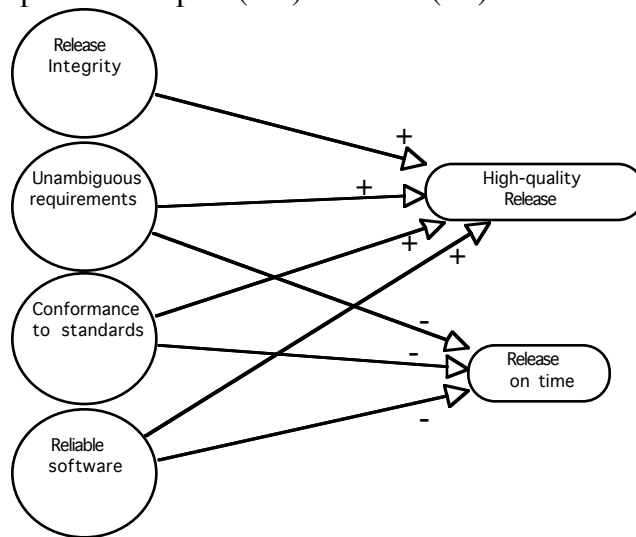 Release
Integrity
Unambiguous
requirements
Conformance
to standards
Reliable
software
+
+
+
+
High-quality
Release
-
-
-
Release
on time